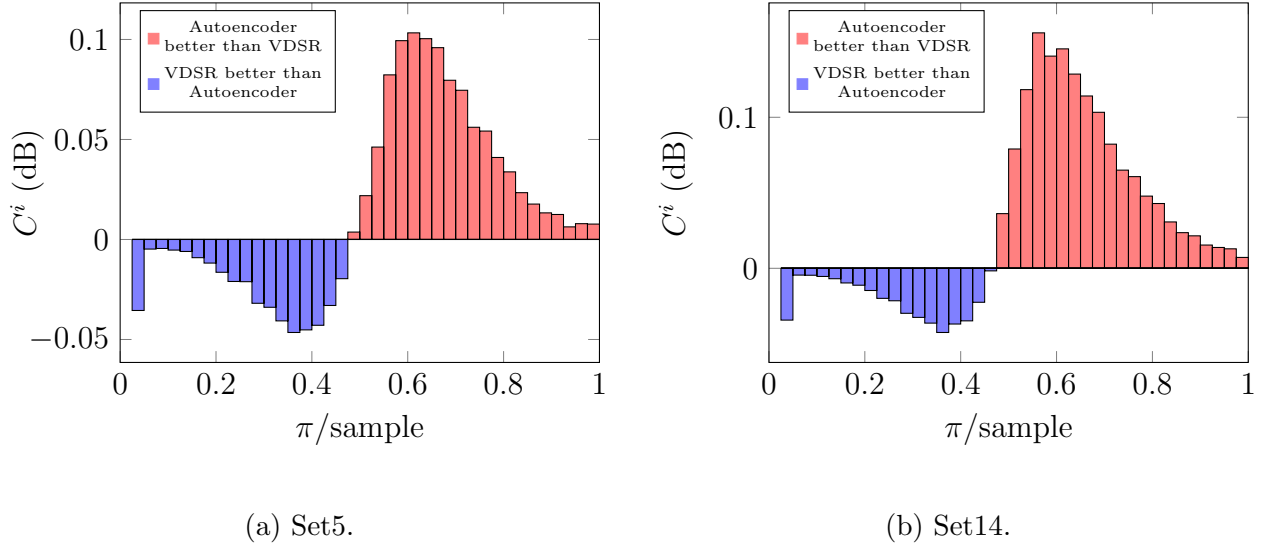 Autoencoder
better than VDSR
VDSR better than
Autoencoder
0.1
0.05
0
−0.05
C^i (dB)
0 0.2 0.4 0.6 0.8 1
π/sample
(a) Set5.
Autoencoder
better than VDSR
VDSR better than
Autoencoder
0.1
0
C^i (dB)
0 0.2 0.4 0.6 0.8 1
π/sample
(b) Set14.